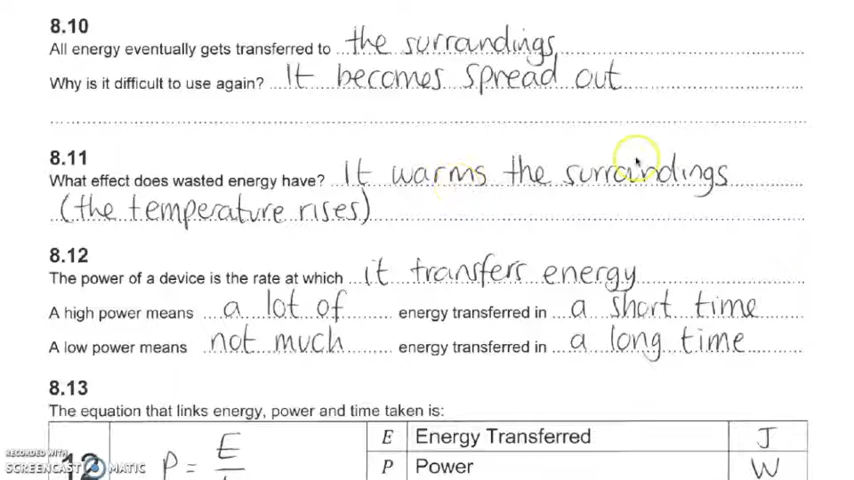 8.10
All energy eventually gets transferred to the surrandings
Why is it difficult to use again? It becomes spread out
8.11
What effect does wasted energy have? It warms the surraindings
(the temperature rises)
8.12
The power of a device is the rate at which it transfers energy
A high power means a lot of energy transferred in a short time
A low power means not much energy transferred in a long time
8.13
The equation that links energy, power and time taken is:
12 P = E E Energy Transferred J
P Power W
RECORDED WITH
SCREENCAST MATIC